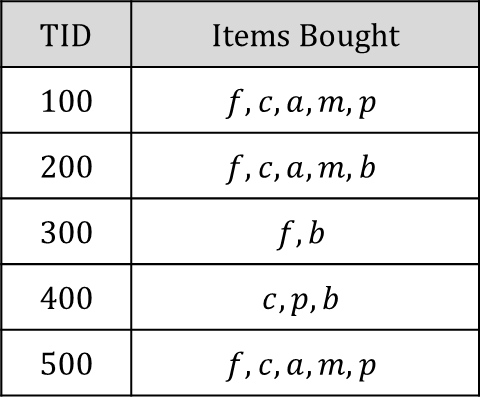 TID Items Bought
100 f, c, a, m, p
200 f, c, a, m, b
300 f, b
400 c, p, b
500 f, c, a, m, p